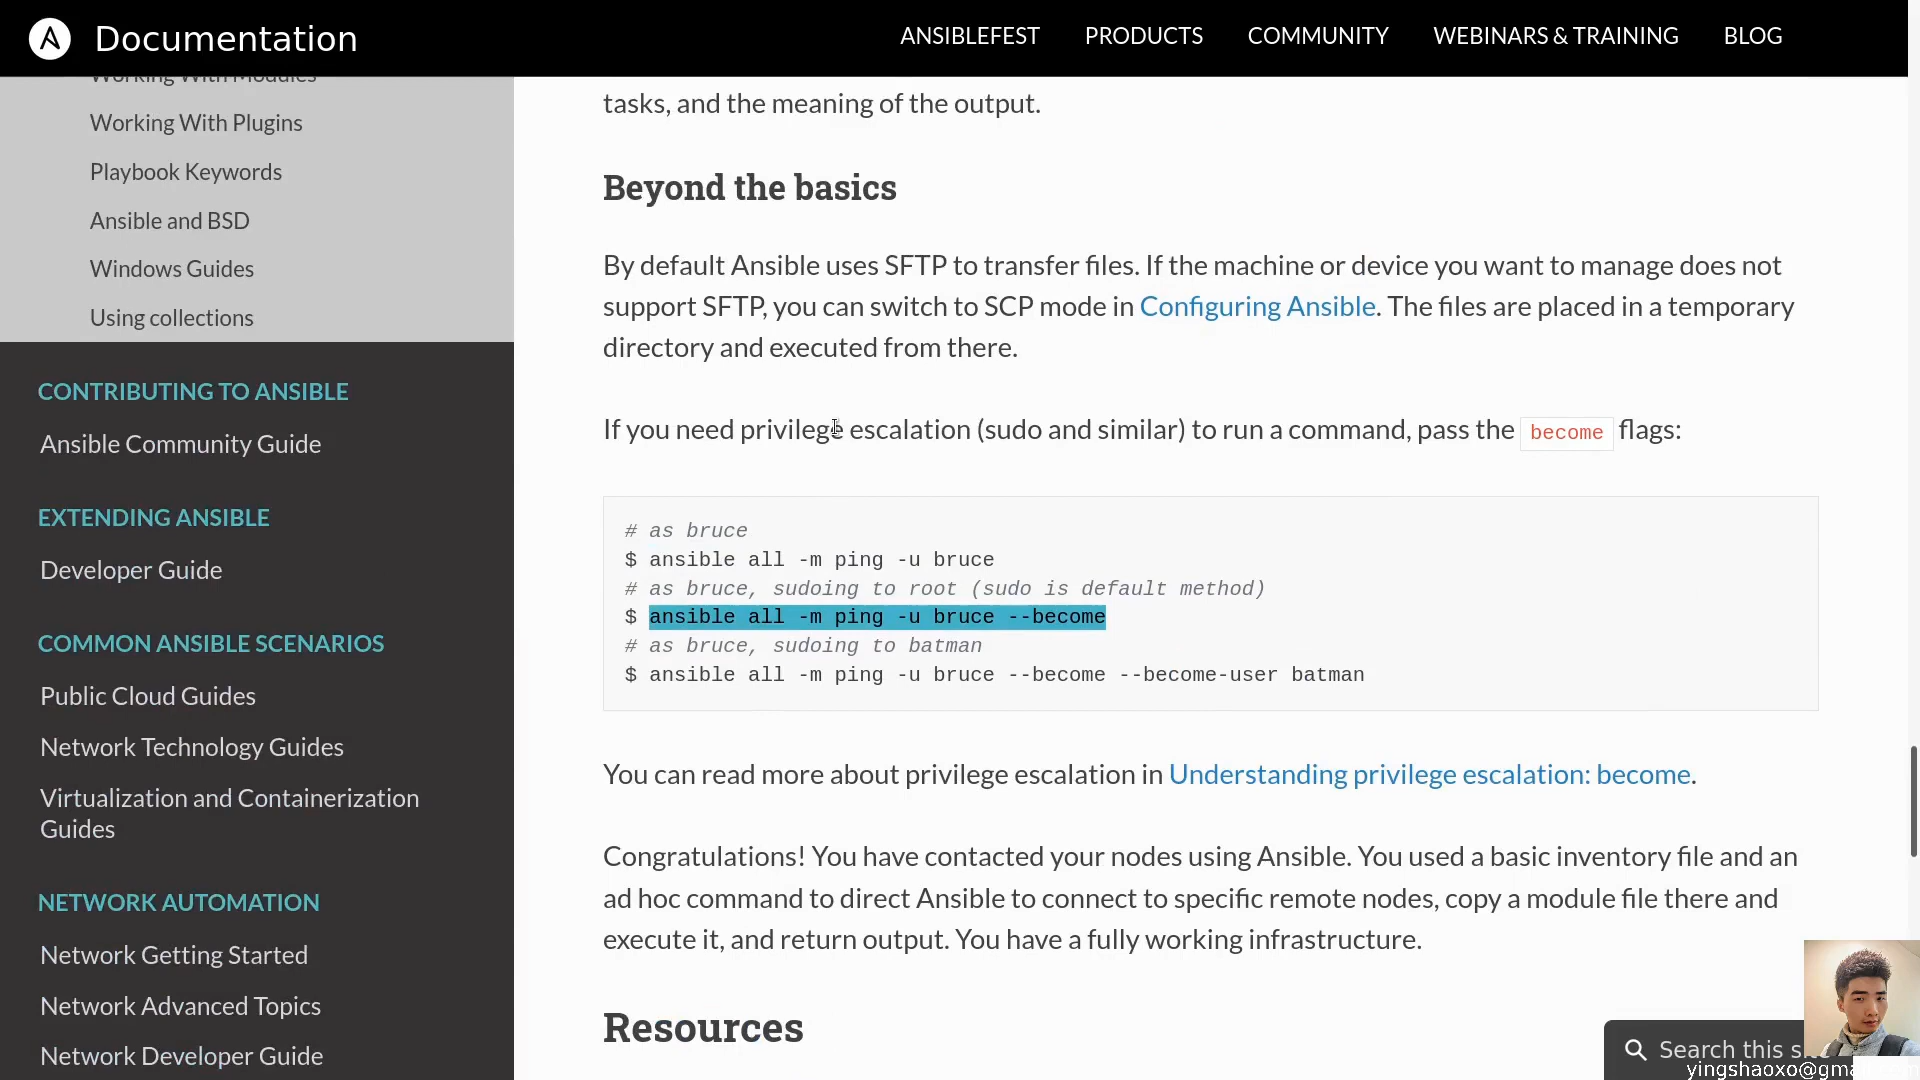 Documentation
ANSIBLEFEST
PRODUCTS
COMMUNITY
WEBINARS & TRAINING
BLOG
Working With Modules
Working With Plugins
Playbook Keywords
Ansible and BSD
Windows Guides
Using collections
CONTRIBUTING TO ANSIBLE
Ansible Community Guide
EXTENDING ANSIBLE
Developer Guide
COMMON ANSIBLE SCENARIOS
Public Cloud Guides
Network Technology Guides
Virtualization and Containerization
Guides
NETWORK AUTOMATION
Network Getting Started
Network Advanced Topics
Network Developer Guide
tasks, and the meaning of the output.
Beyond the basics
By default Ansible uses SFTP to transfer files. If the machine or device you want to manage does not
support SFTP, you can switch to SCP mode in Configuring Ansible. The files are placed in a temporary
directory and executed from there.
If you need privilege escalation (sudo and similar) to run a command, pass the become flags:
# as bruce
$ ansible all -m ping -u bruce
# as bruce, sudoing to root (sudo is default method)
$ ansible all -m ping -u bruce --become
# as bruce, sudoing to batman
$ ansible all -m ping -u bruce --become --become-user batman
You can read more about privilege escalation in Understanding privilege escalation: become.
Congratulations! You have contacted your nodes using Ansible. You used a basic inventory file and an
ad hoc command to direct Ansible to connect to specific remote nodes, copy a module file there and
execute it, and return output. You have a fully working infrastructure.
Resources
Search this
yingshaoxo@gma